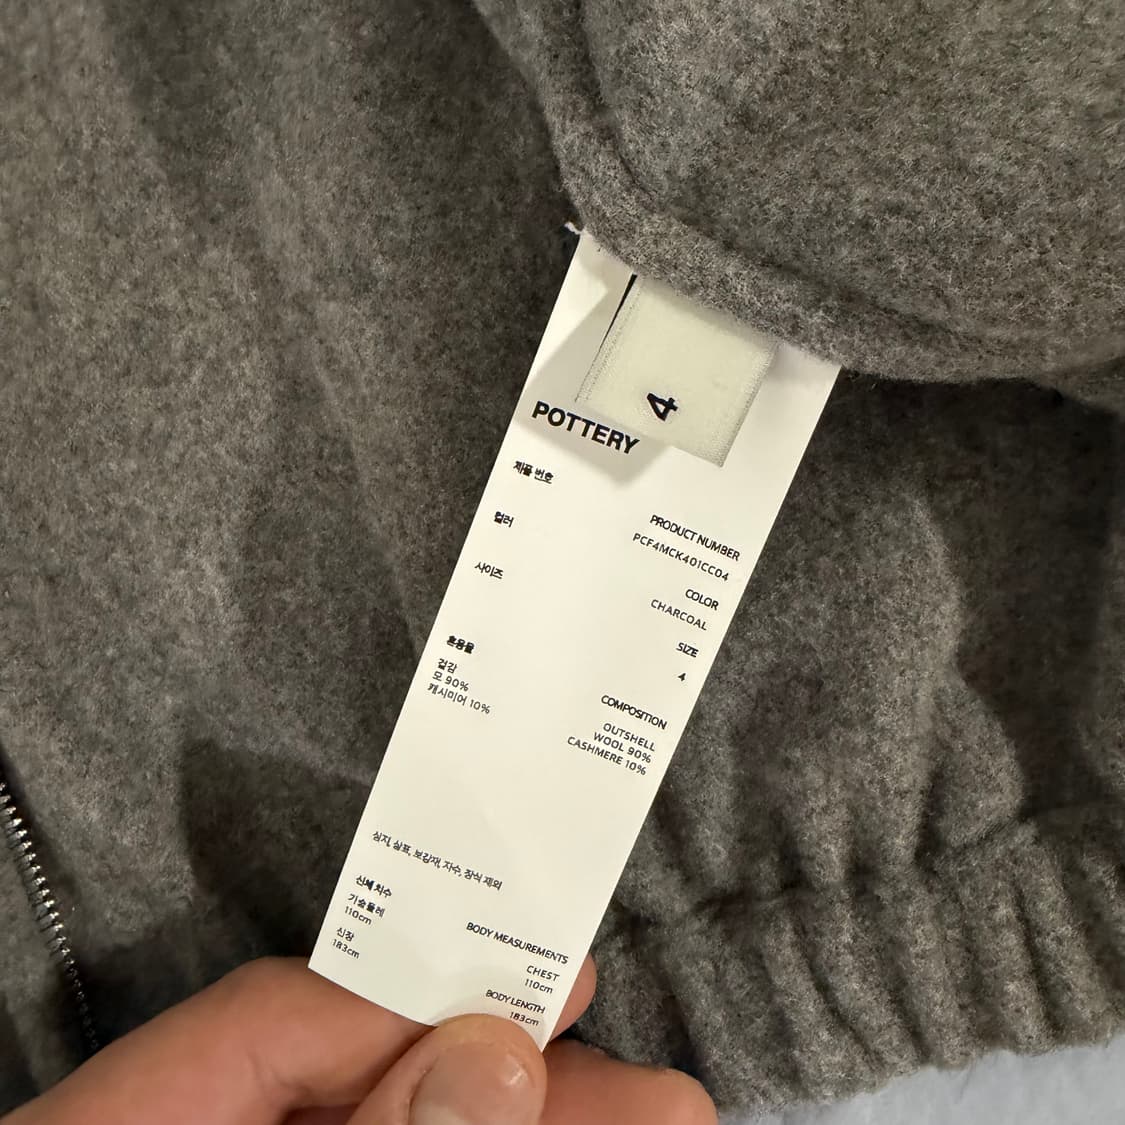 4
POTTERY
제품 번호
PRODUCT NUMBER
PCF4MCK401CC04
컬러
COLOR
CHARCOAL
사이즈
SIZE
4
혼용율
COMPOSITION
겉감
모 90%
캐시미어 10%
OUTSHELL
WOOL 90%
CASHMERE 10%
심지, 상표, 보강재, 자수, 장식 제외
신체 치수
BODY MEASUREMENTS
가슴둘레
110cm
CHEST
110cm
신장
183cm
BODY LENGTH
183cm